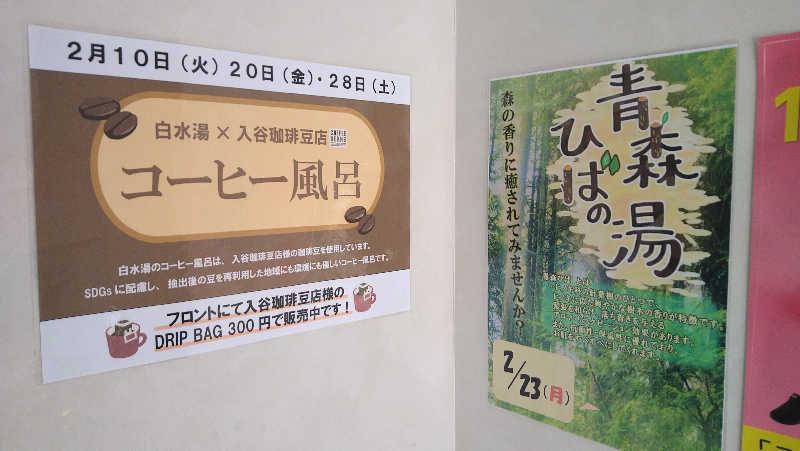 2月10日(火)20日(金)・28日(土)
白水湯×入谷珈琲豆店
コーヒー風呂
白水湯のコーヒー風呂は、入谷珈琲豆店様の珈琲豆を使用しています。
SDGsに配慮し、抽出後の豆を再利用した地域にも環境にも優しいコーヒー風呂です。
フロントにて入谷珈琲豆店様の
DRIP BAG 300円で販売中です!
青森
ひばの
湯
森の香りに癒されてみませんか?
2/23(月)
1